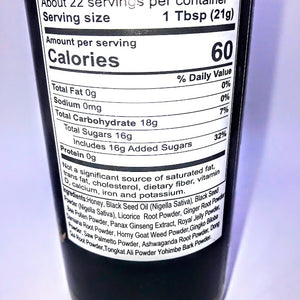 About 22 servings per container
Serving size 1 Tbsp (21g)
Amount per serving
Calories 60
% Daily Value
Total Fat 0g 0%
Sodium 0mg 0%
Total Carbohydrate 18g 7%
Total Sugars 16g
Includes 16g Added Sugars 32%
Protein 0g
Not a significant source of saturated fat,
trans fat, cholesterol, dietary fiber, vitamin
D, calcium, iron and potassium.
Ingredients:Honey, Black Seed Oil (Nigella Sativa), Black Seed
Powder (Nigella Sativa), Licorice Root Powder, Ginger Root Powder,
Bee Pollen Powder, Panax Ginseng Extract, Royal Jelly Powder,
Root Powder, Horny Goat Weed Powder, Gingko Biloba
Powder, Saw Palmetto Powder, Ashwaganda Root Powder, Dong
Quai Root Powder,Tongkat Ali Powder Yohimbe Bark Powder,